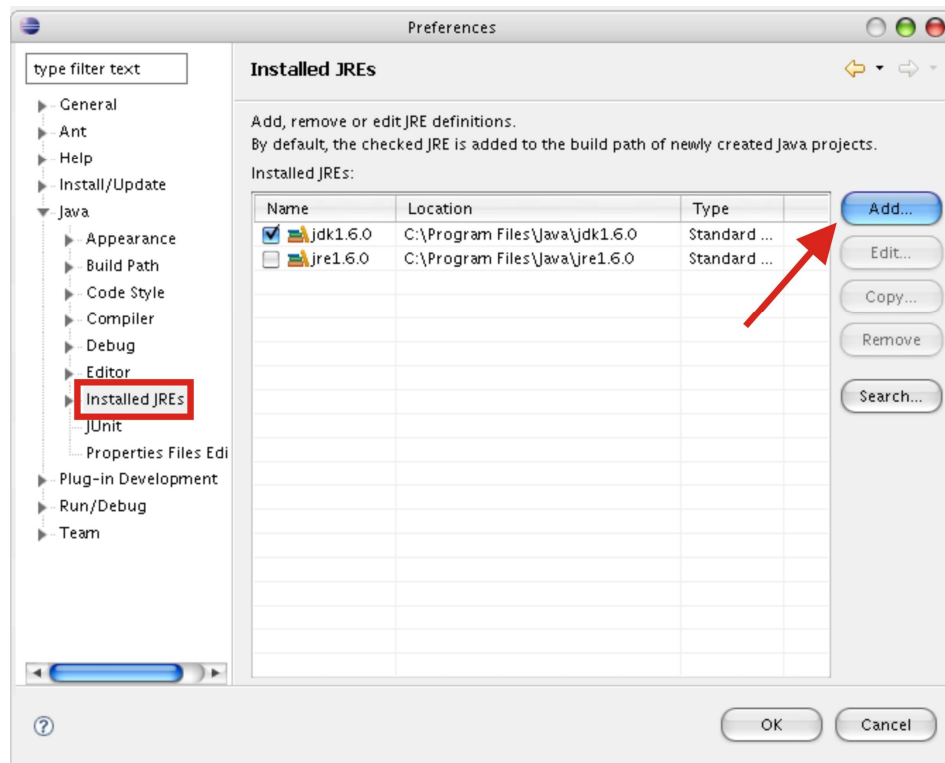 Preferences
type filter text
Installed JREs
General
Ant
Help
Install/Update
Java
Appearance
Build Path
Code Style
Compiler
Debug
Editor
Installed JREs
JUnit
Properties Files Edi
Plug-in Development
Run/Debug
Team
Add, remove or edit JRE definitions.
By default, the checked JRE is added to the build path of newly created Java projects.
Installed JREs:
Name Location Type
jdk1.6.0 C:\Program Files\Java\jdk1.6.0 Standard ...
jre1.6.0 C:\Program Files\Java\jre1.6.0 Standard ...
Add...
Edit...
Copy...
Remove
Search...
?
OK Cancel